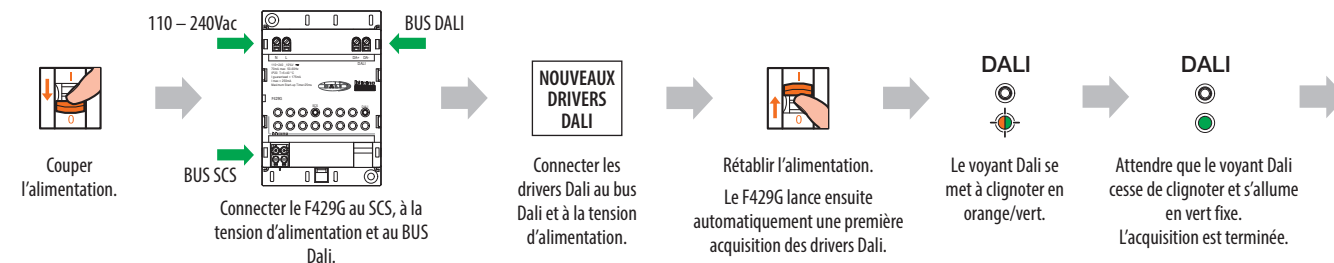 110 – 240Vac
BUS DALI
N L
DA+ DA-
DALI
F429G
BUS SCS
NOUVEAUX
DRIVERS
DALI
I
0
I
0
DALI
DALI
Couper
l’alimentation.
Connecter le F429G au SCS, à la
tension d’alimentation et au BUS
Dali.
Connecter les
drivers Dali au bus
Dali et à la tension
d’alimentation.
Rétablir l’alimentation.
Le F429G lance ensuite
automatiquement une première
acquisition des drivers Dali.
Le voyant Dali se
met à clignoter en
orange/vert.
Attendre que le voyant Dali
cesse de clignoter et s’allume
en vert fixe.
L’acquisition est terminée.